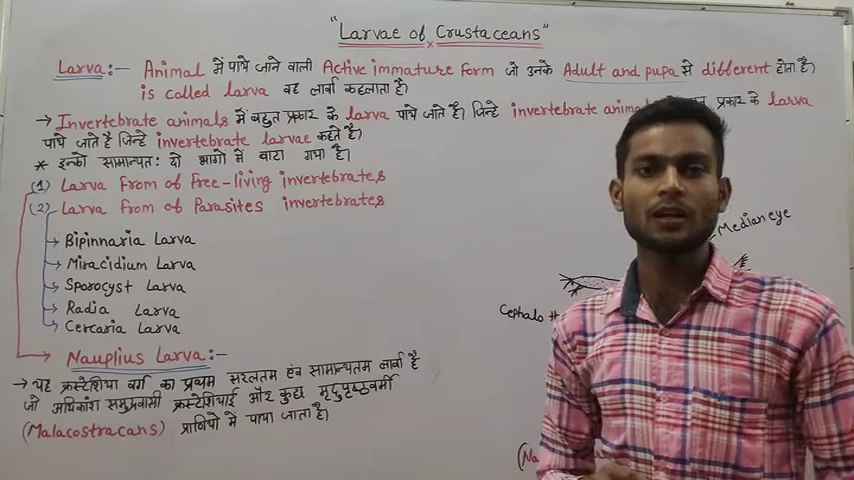 "Larvae of Crustaceans"
Larva:- Animal में पाये जाने वाली Active immature form जो उनके Adult and pupa से different होता है।
is called larva वह लार्वा कहलाता है।
→ Invertebrate animals में बहुत प्रकार के larva पाये जाते है। जिन्हे invertebrate प्रकार के larva
पाये जाते है जिन्हे invertebrate larvae कहते है।
* इनको सामान्यत: दो भागों में बाटा गया है।
(1) Larva from of Free-living invertebrates
(2) Larva from of Parasites invertebrates
→ Bipinnaria Larva
→ Miracidium Larva
→ Sporocyst Larva
→ Radia Larva
→ Cercaria Larva
Nauplius Larva:-
→ यह क्रस्टेशिया वर्ग का प्रथम सरलतम एंव सामान्यतम लार्वा है
जो अधिकांश समुद्रवासी क्रस्टेशियाई और कुछ
(Malacostracans) प्राणियो में पाया जाता है।
Median eye
Cephalo
(Na